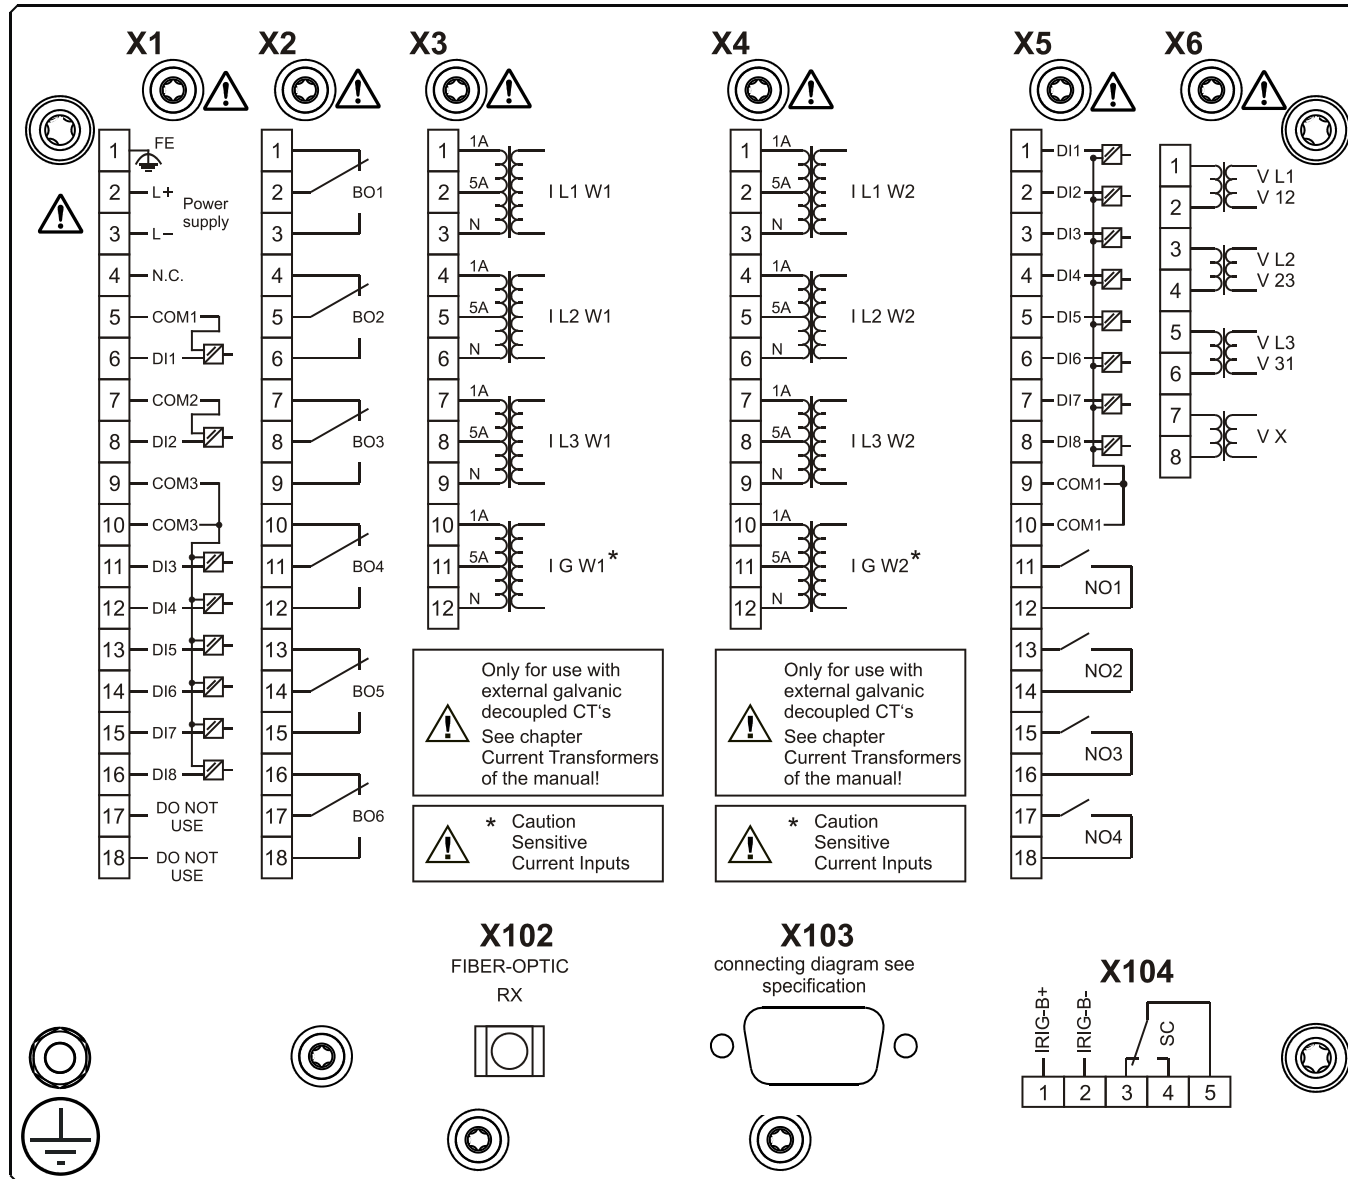 X1
1 FE
2 L+ Power
supply
3 L−
4 N.C.
5 COM1
6 DI1
7 COM2
8 DI2
9 COM3
10 COM3
11 DI3
12 DI4
13 DI5
14 DI6
15 DI7
16 DI8
17 DO NOT
USE
18 DO NOT
USE
X2
1
2 BO1
3
4
5 BO2
6
7
8 BO3
9
10
11 BO4
12
13
14 BO5
15
16
17 BO6
18
X3
1 1A
2 5A I L1 W1
3 N
4 1A
5 5A I L2 W1
6 N
7 1A
8 5A I L3 W1
9 N
10 1A
11 5A I G W1*
12 N
Only for use with
external galvanic
decoupled CT‘s
See chapter
Current Transformers
of the manual!
* Caution
Sensitive
Current Inputs
X4
1 1A
2 5A I L1 W2
3 N
4 1A
5 5A I L2 W2
6 N
7 1A
8 5A I L3 W2
9 N
10 1A
11 5A I G W2*
12 N
Only for use with
external galvanic
decoupled CT‘s
See chapter
Current Transformers
of the manual!
* Caution
Sensitive
Current Inputs
X5
1 DI1
2 DI2
3 DI3
4 DI4
5 DI5
6 DI6
7 DI7
8 DI8
9 COM1
10 COM1
11
NO1
12
13
NO2
14
15
NO3
16
17
NO4
18
X6
1
V L1
V 12
2
3
V L2
V 23
4
5
V L3
V 31
6
7
V X
8
X102
FIBER-OPTIC
RX
X103
connecting diagram see
specification
X104
IRIG-B+
IRIG-B-
SC
1 2 3 4 5